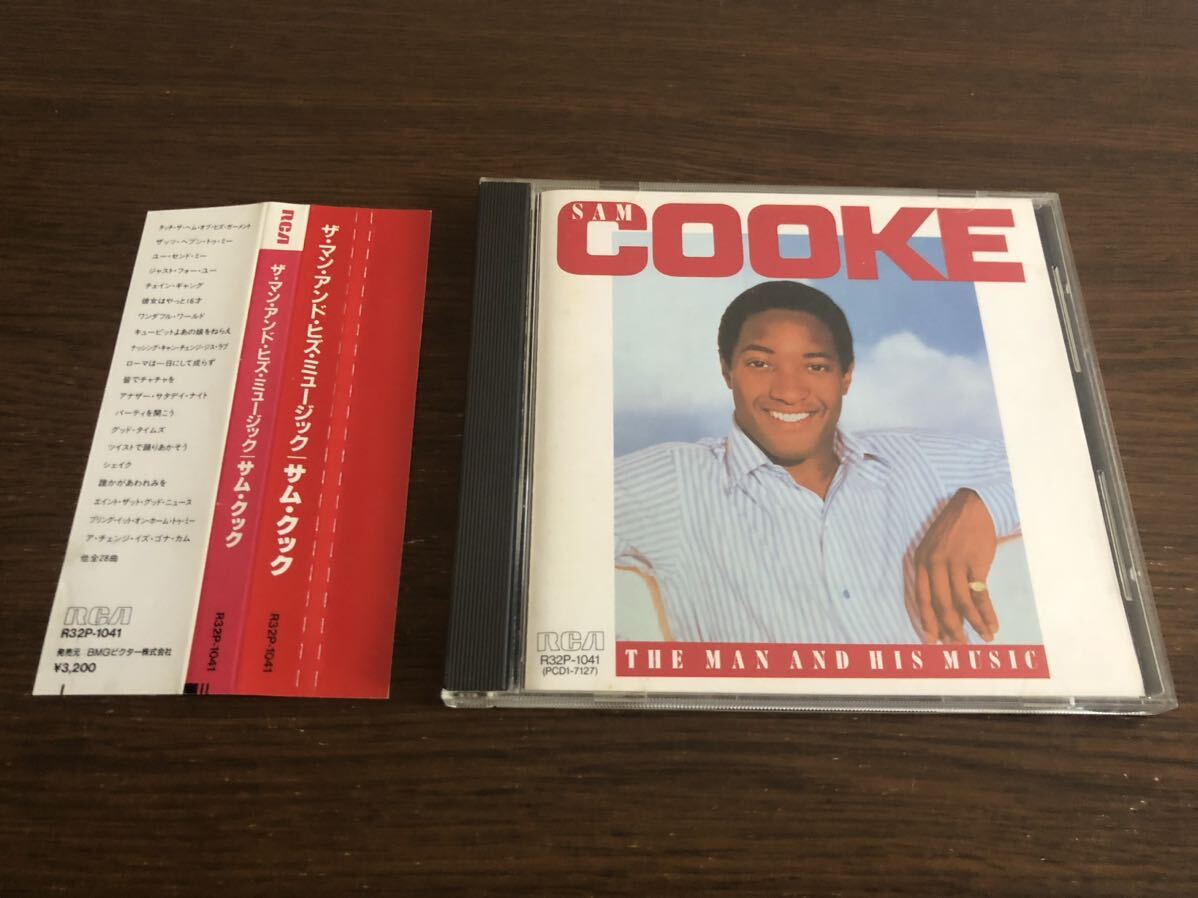 タッチ・ザ・ヘム・オブ・ヒズ・ガーメント
ザッツ・ヘブン・トゥ・ミー
ユー・センド・ミー
ジャスト・フォー・ユー
チェイン・ギャング
彼女はやっと16才
ワンダフル・ワールド
キューピットよあの娘をねらえ
ナッシング・キャン・チェンジ・ジス・ラブ
ローマは一日にして成らず
皆でチャチャを
アナザー・サタデイ・ナイト
パーティを開こう
グッド・タイムズ
ツイストで踊りあかそう
シェイク
誰かがあわれみを
エイント・ザット・グッド・ニュース
ブリング・イット・オン・ホーム・トゥ・ミー
ア・チェンジ・イズ・ゴナ・カム
他全28曲
RCA
R32P-1041
発売元 BMGビクター株式会社
¥3,200
RCA
ザ・マン・アンド・ヒズ・ミュージック/サム・クック
R32P-1041
ザ・マン・アンド・ヒズ・ミュージック/サム・クック
R32P-1041
SAM
COOKE
RCA
R32P-1041
(PCD1-7127)
THE MAN AND HIS MUSIC